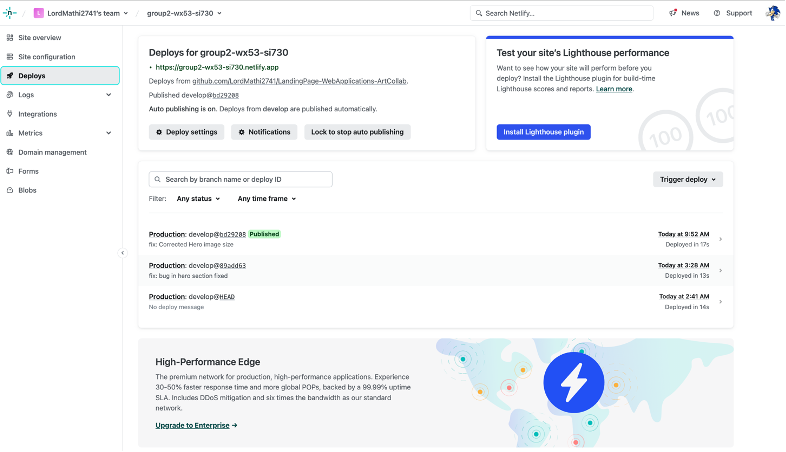 L LordMathi2741's team / group2-wx53-si730
Search Netlify...
News
Support
Site overview
Site configuration
Deploys
Logs
Integrations
Metrics
Domain management
Forms
Blobs
Deploys for group2-wx53-si730
• https://group2-wx53-si730.netlify.app
Deploys from github.com/LordMathi2741/LandingPage-WebApplications-ArtCollab.
Published develop@bd29208
Auto publishing is on. Deploys from develop are published automatically.
Deploy settings
Notifications
Lock to stop auto publishing
Test your site's Lighthouse performance
Want to see how your site will perform before you
deploy? Install the Lighthouse plugin for build-time
Lighthouse scores and reports. Learn more.
Install Lighthouse plugin
100
100
Search by branch name or deploy ID
Trigger deploy
Filter: Any status Any time frame
Production: develop@bd29208 Published
fix: Corrected Hero image size
Today at 9:52 AM
Deployed in 17s
Production: develop@89add63
fix: bug in hero section fixed
Today at 3:28 AM
Deployed in 13s
Production: develop@HEAD
No deploy message
Today at 2:41 AM
Deployed in 14s
High-Performance Edge
The premium network for production, high-performance applications. Experience
30-50% faster response time and more global POPs, backed by a 99.99% uptime
SLA. Includes DDoS mitigation and six times the bandwidth as our standard
network.
Upgrade to Enterprise →